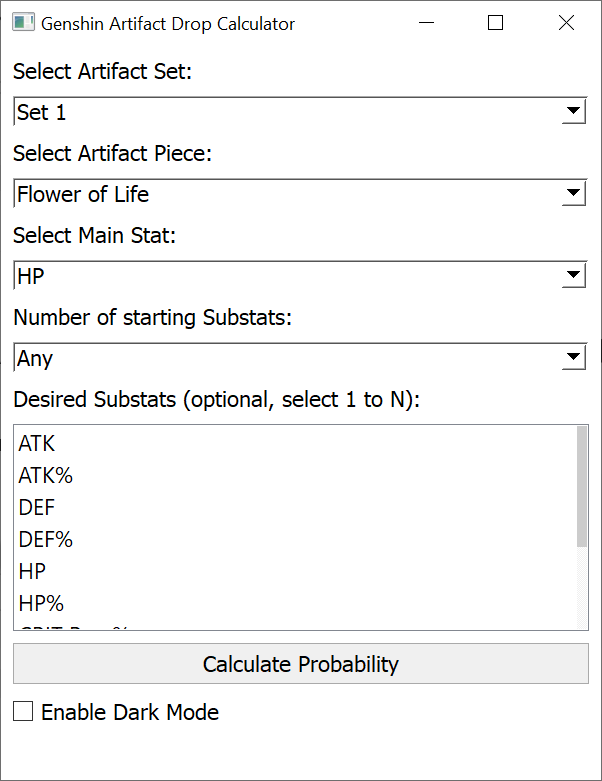 Genshin Artifact Drop Calculator
Select Artifact Set:
Set 1
Select Artifact Piece:
Flower of Life
Select Main Stat:
HP
Number of starting Substats:
Any
Desired Substats (optional, select 1 to N):
ATK
ATK%
DEF
DEF%
HP
HP%
Calculate Probability
Enable Dark Mode